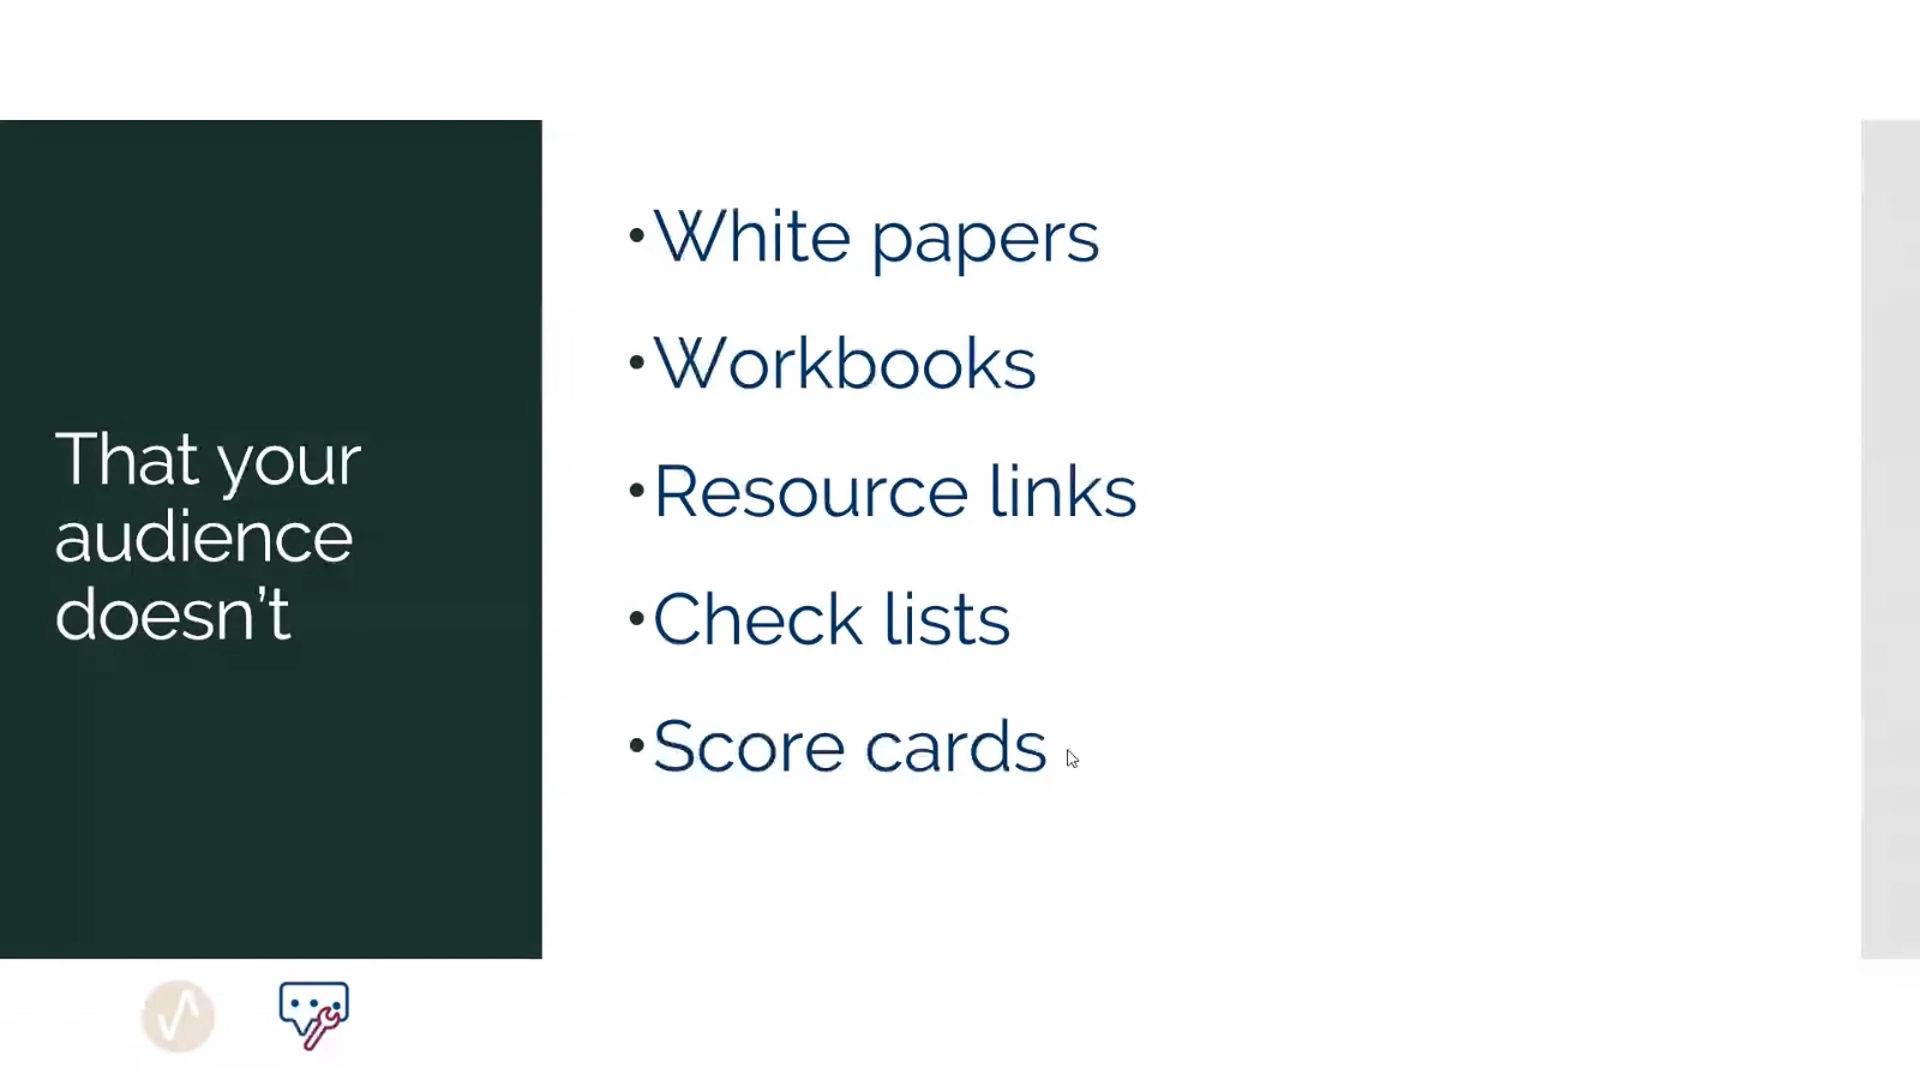 That your
audience
doesn't
• White papers
• Workbooks
• Resource links
• Check lists
• Score cards